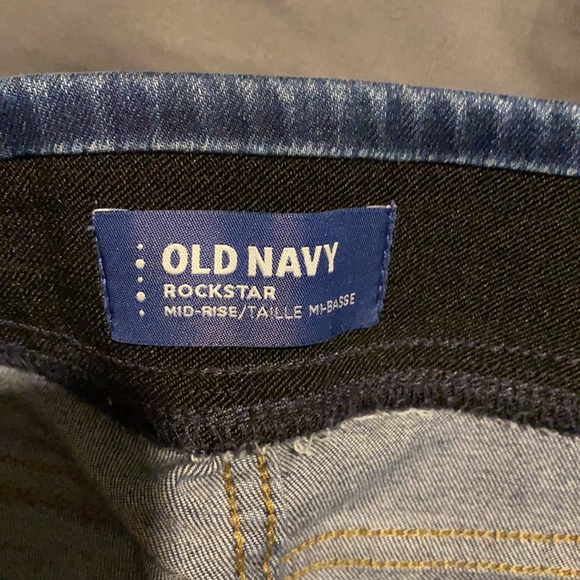 OLD NAVY
ROCKSTAR
MID-RISE/TAILLE MI-BASSE